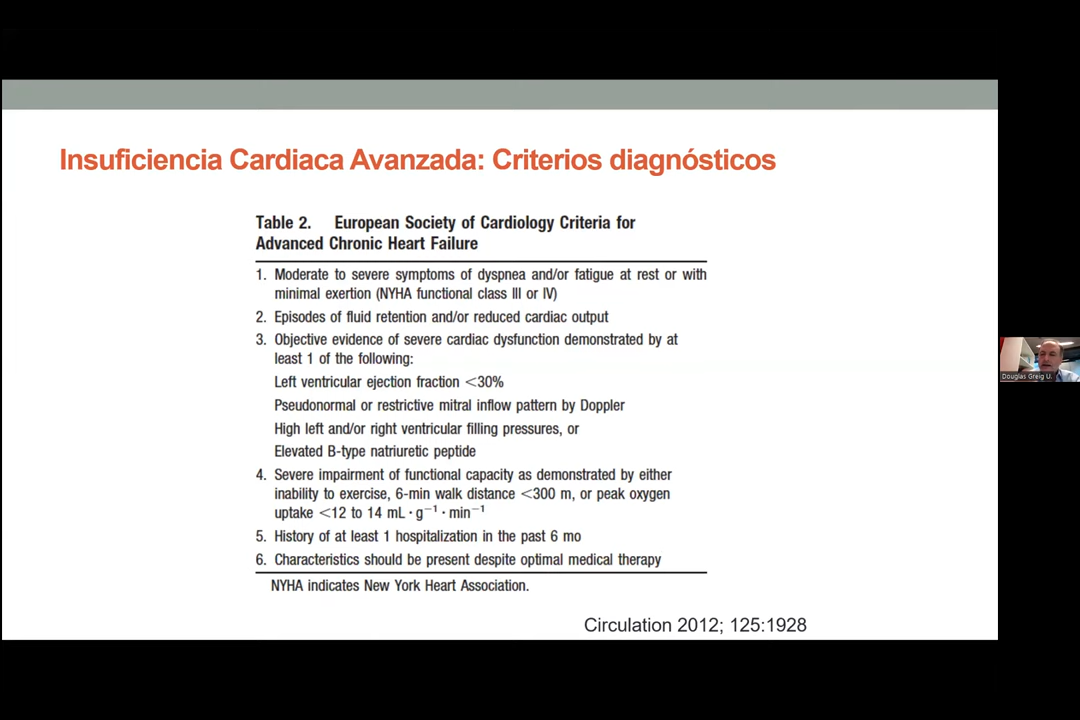 Insuficiencia Cardiaca Avanzada: Criterios diagnósticos
Table 2. European Society of Cardiology Criteria for
Advanced Chronic Heart Failure
1. Moderate to severe symptoms of dyspnea and/or fatigue at rest or with
minimal exertion (NYHA functional class III or IV)
2. Episodes of fluid retention and/or reduced cardiac output
3. Objective evidence of severe cardiac dysfunction demonstrated by at
least 1 of the following:
Left ventricular ejection fraction <30%
Pseudonormal or restrictive mitral inflow pattern by Doppler
High left and/or right ventricular filling pressures, or
Elevated B-type natriuretic peptide
4. Severe impairment of functional capacity as demonstrated by either
inability to exercise, 6-min walk distance <300 m, or peak oxygen
uptake <12 to 14 mL · g⁻¹ · min⁻¹
5. History of at least 1 hospitalization in the past 6 mo
6. Characteristics should be present despite optimal medical therapy
NYHA indicates New York Heart Association.
Circulation 2012; 125:1928
Douglas Greig U.